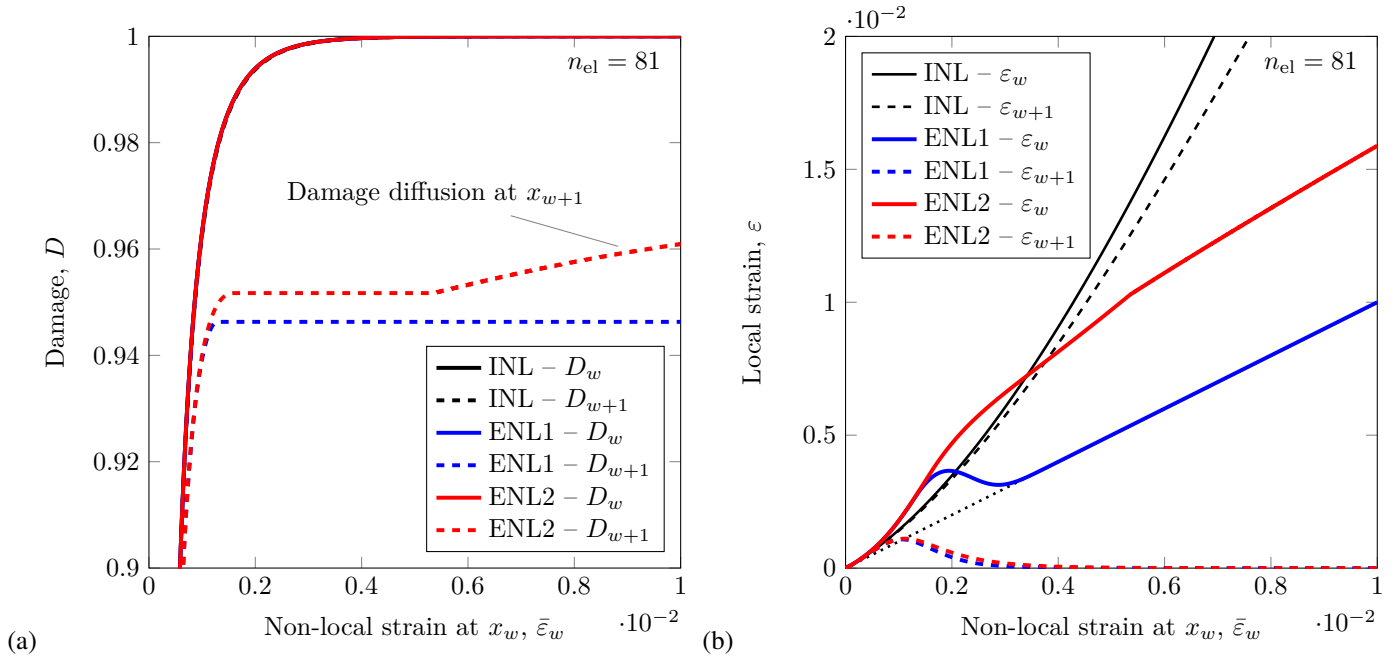 1
0.98
0.96
0.94
0.92
0.9
0
0.2
0.4
0.6
0.8
1
·10⁻²
Damage, D
Non-local strain at x_w, ε̄_w
n_el = 81
Damage diffusion at x_{w+1}
INL – D_w
INL – D_{w+1}
ENL1 – D_w
ENL1 – D_{w+1}
ENL2 – D_w
ENL2 – D_{w+1}
(a)
·10⁻²
2
1.5
1
0.5
0
0
0.2
0.4
0.6
0.8
1
·10⁻²
Local strain, ε
Non-local strain at x_w, ε̄_w
n_el = 81
INL – ε_w
INL – ε_{w+1}
ENL1 – ε_w
ENL1 – ε_{w+1}
ENL2 – ε_w
ENL2 – ε_{w+1}
(b)